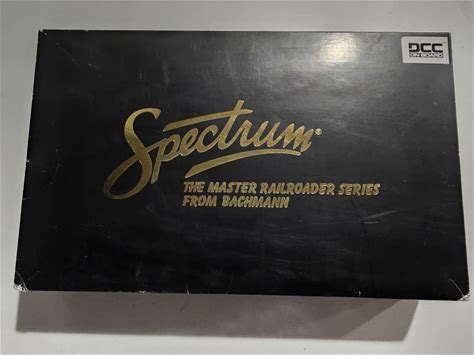 DCC
ON BOARD
Spectrum®
THE MASTER RAILROADER SERIES
FROM BACHMANN